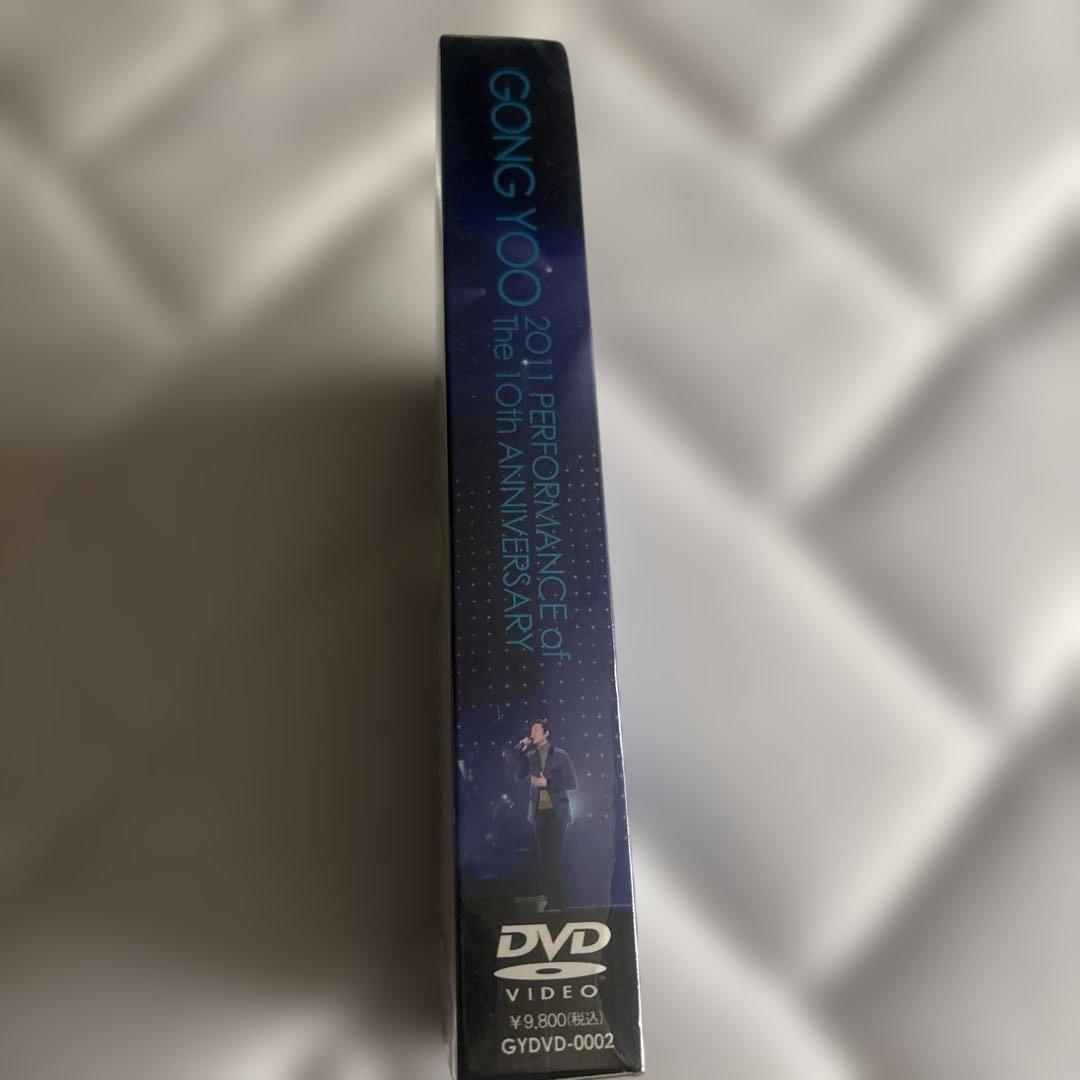 GONG YOO
2011 PERFORMANCE of
The 10th ANNIVERSARY
DVD
VIDEO
¥9,800(税込)
GYDVD-0002